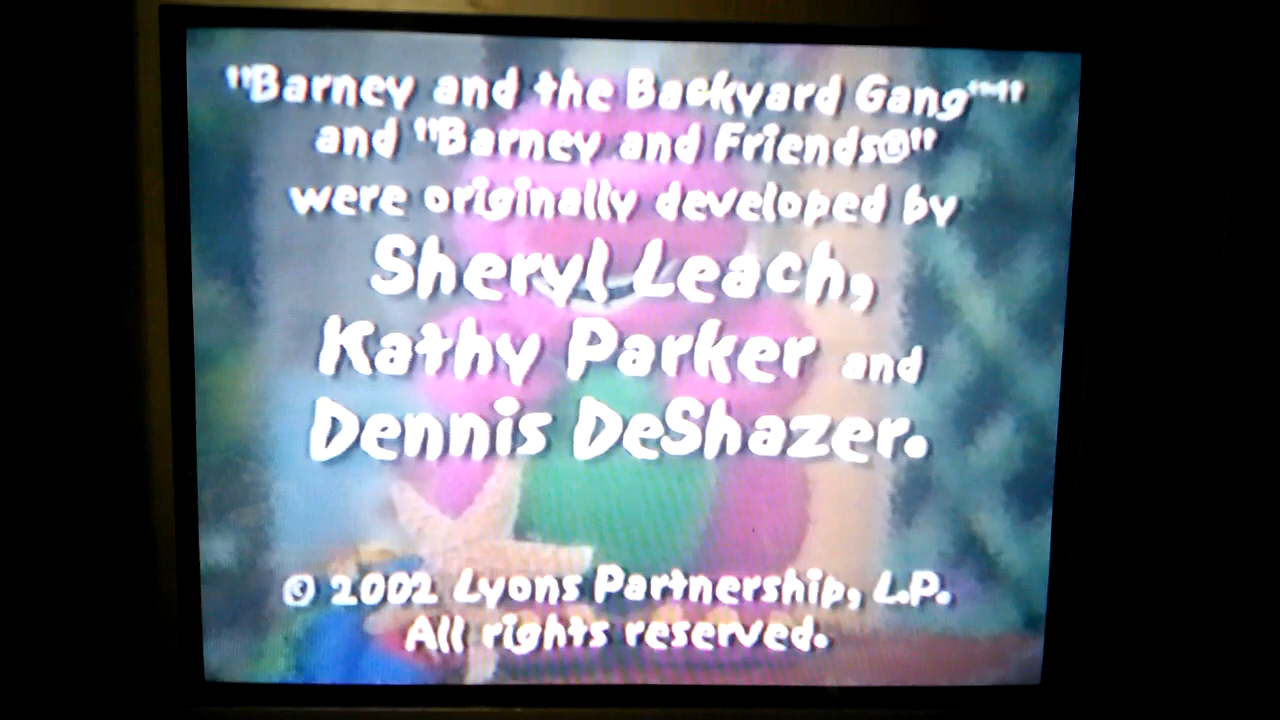 "Barney and the Backyard Gang™"
and "Barney and Friends®"
were originally developed by
Sheryl Leach,
Kathy Parker and
Dennis DeShazer.
© 2002 Lyons Partnership, L.P.
All rights reserved.